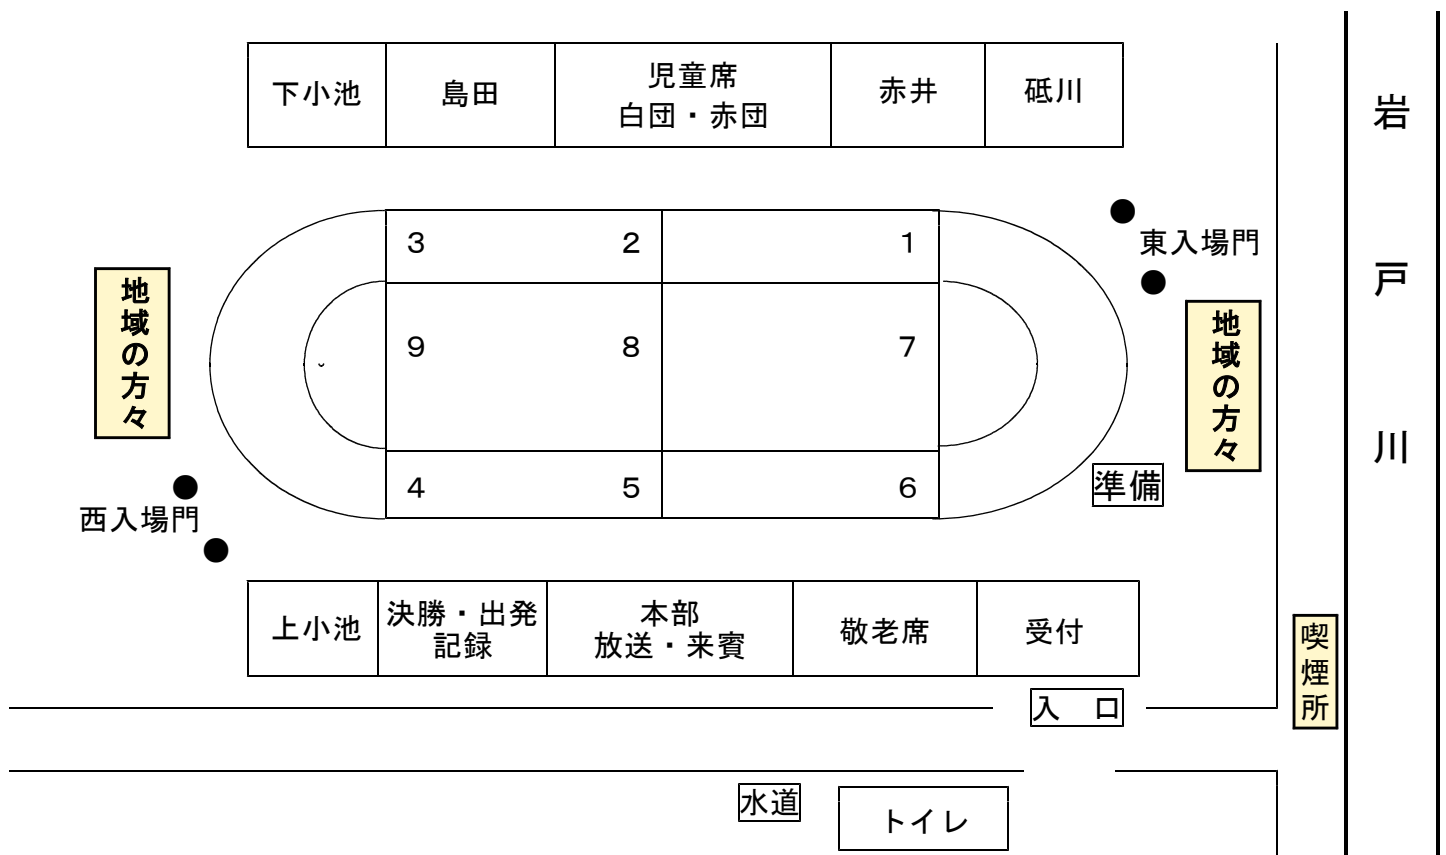 下小池
島田
児童席
白団・赤団
赤井
砥川
岩戸川
東入場門
3
2
1
地域の方々
9
8
7
地域の方々
4
5
6
準備
西入場門
上小池
決勝・出発
記録
本部
放送・来賓
敬老席
受付
喫煙所
入 口
水道
トイレ